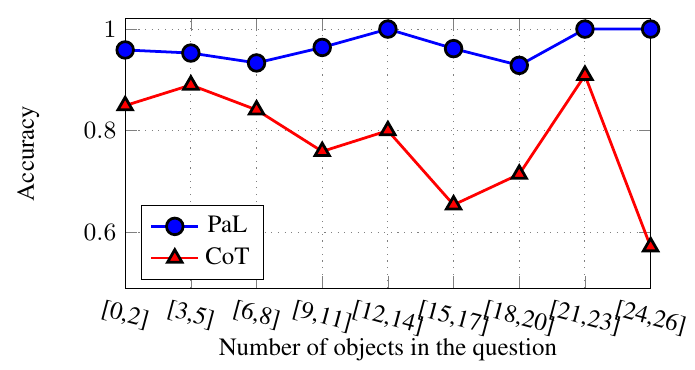 1
0.8
0.6
Accuracy
PaL
CoT
[0,2] [3,5] [6,8] [9,11] [12,14] [15,17] [18,20] [21,23] [24,26]
Number of objects in the question